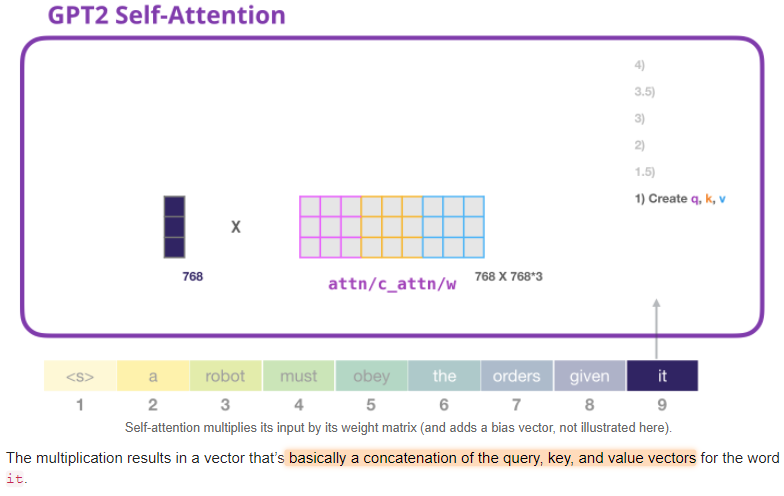 GPT2 Self-Attention
4)
3.5)
3)
2)
1.5)
1) Create q, k, v
X
768
attn/c_attn/w
768 X 768*3
<s> a robot must obey the orders given it
1 2 3 4 5 6 7 8 9
Self-attention multiplies its input by its weight matrix (and adds a bias vector, not illustrated here).
The multiplication results in a vector that's basically a concatenation of the query, key, and value vectors for the word
it.